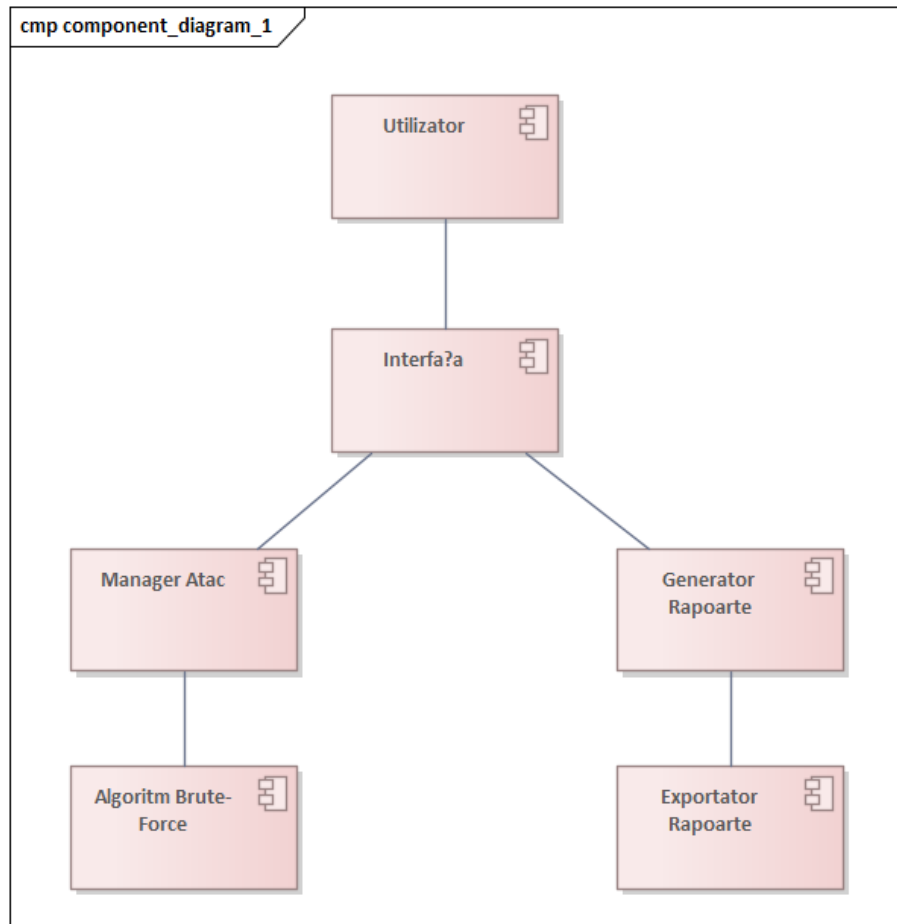 cmp component_diagram_1
Utilizator
Interfa?a
Manager Atac
Generator
Rapoarte
Algoritm Brute-
Force
Exportator
Rapoarte